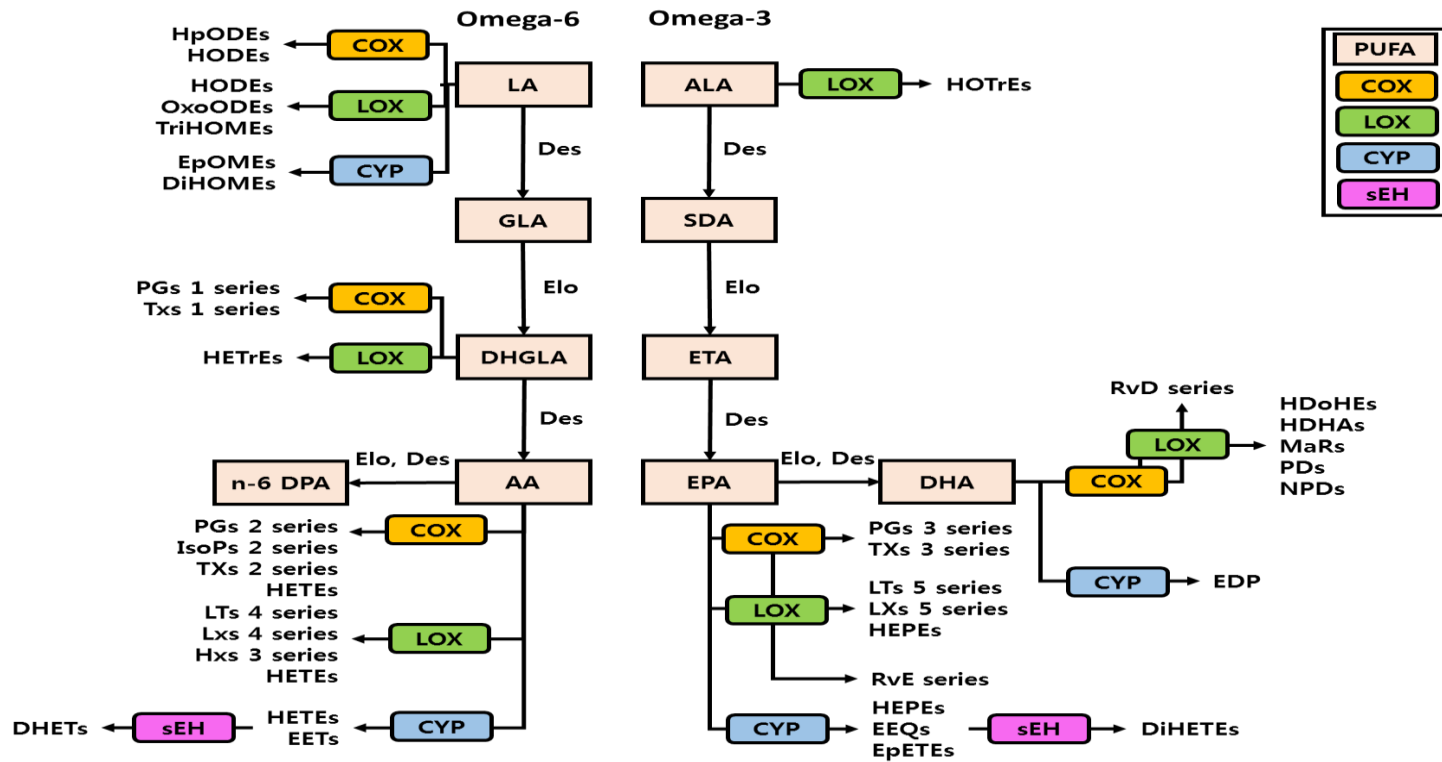 Omega-6
Omega-3
HpODEs
HODEs
COX
HODEs
OxoODEs
TriHOMEs
LOX
EpOMEs
DiHOMEs
CYP
LA
ALA
LOX
HOTrEs
PUFA
COX
LOX
CYP
sEH
Des
Des
GLA
SDA
Elo
Elo
PGs 1 series
Txs 1 series
COX
HETrEs
LOX
DHGLA
ETA
Des
Des
n-6 DPA
Elo, Des
AA
EPA
Elo, Des
DHA
COX
LOX
RvD series
HDoHEs
HDHAs
MaRs
PDs
NPDs
CYP
EDP
PGs 2 series
IsoPs 2 series
TXs 2 series
HETEs
COX
LTs 4 series
Lxs 4 series
Hxs 3 series
HETEs
LOX
DHETs
sEH
HETEs
EETs
CYP
COX
PGs 3 series
TXs 3 series
LOX
LTs 5 series
LXs 5 series
HEPEs
RvE series
CYP
HEPEs
EEQs
EpETEs
sEH
DiHETEs